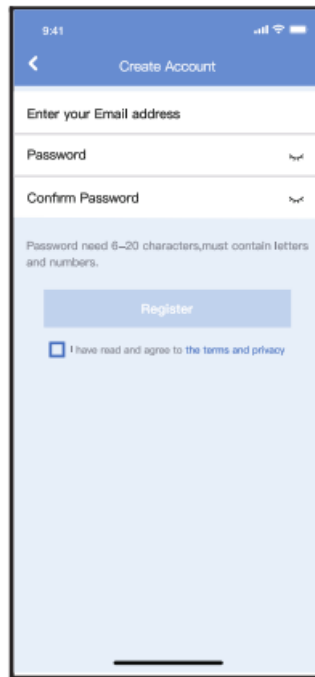 9:41
Create Account
Enter your Email address
Password
Confirm Password
Password need 6–20 characters,must contain letters
and numbers.
Register
I have read and agree to the terms and privacy